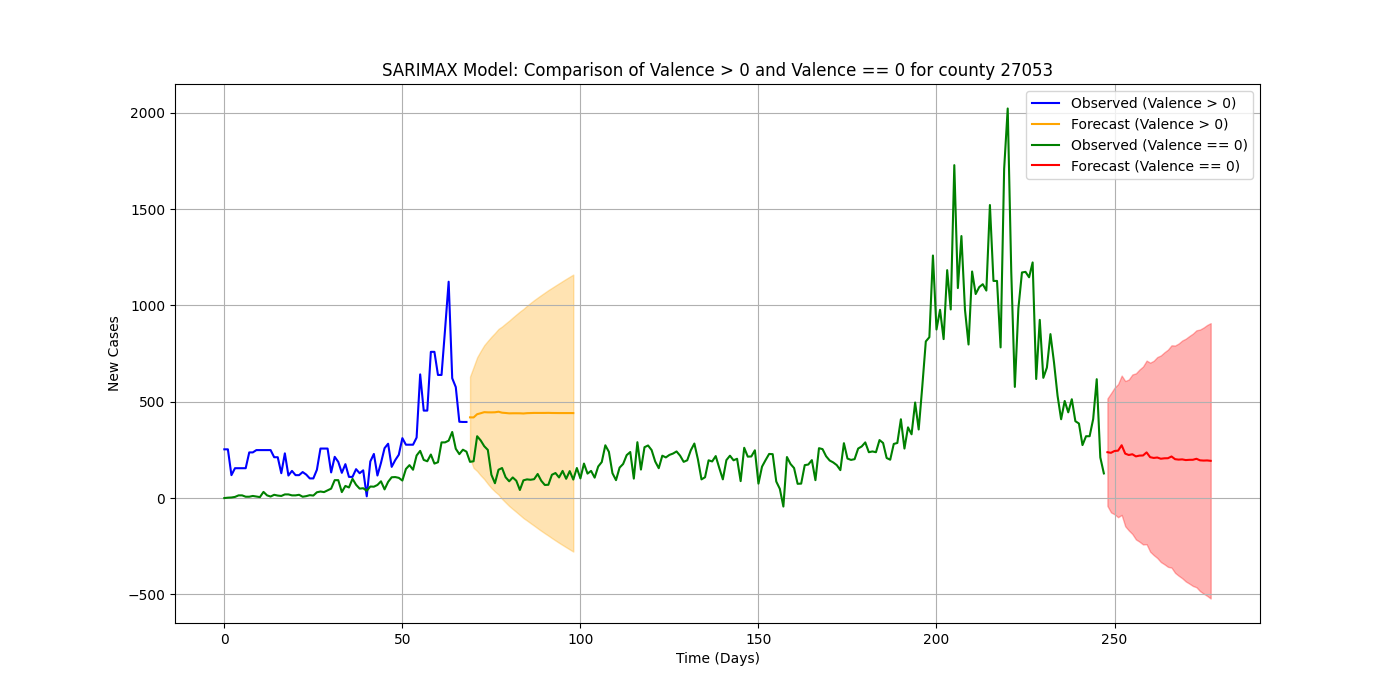 SARIMAX Model: Comparison of Valence > 0 and Valence == 0 for county 27053
Observed (Valence > 0)
Forecast (Valence > 0)
Observed (Valence == 0)
Forecast (Valence == 0)
New Cases
2000
1500
1000
500
0
−500
0 50 100 150 200 250
Time (Days)